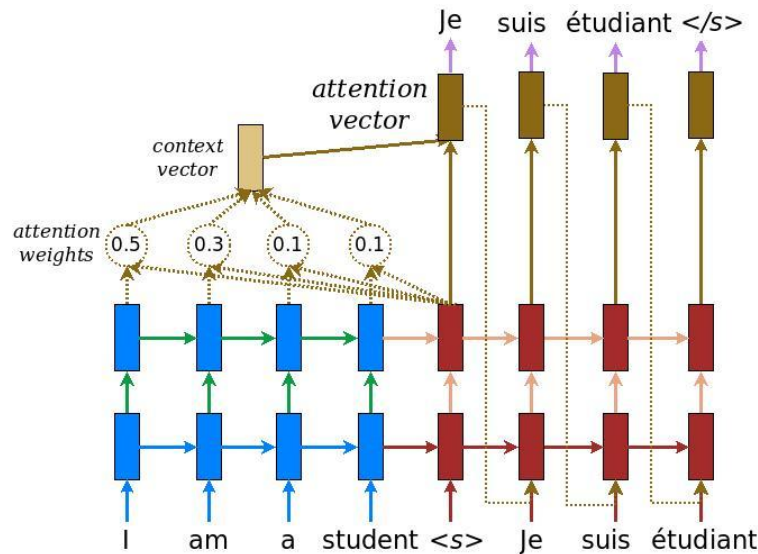 Je suis étudiant </s>
attention
vector
context
vector
attention
weights
0.5 0.3 0.1 0.1
I am a student <s> Je suis étudiant